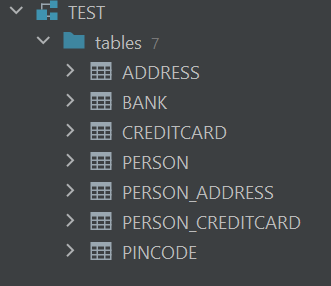 TEST
tables 7
ADDRESS
BANK
CREDITCARD
PERSON
PERSON_ADDRESS
PERSON_CREDITCARD
PINCODE